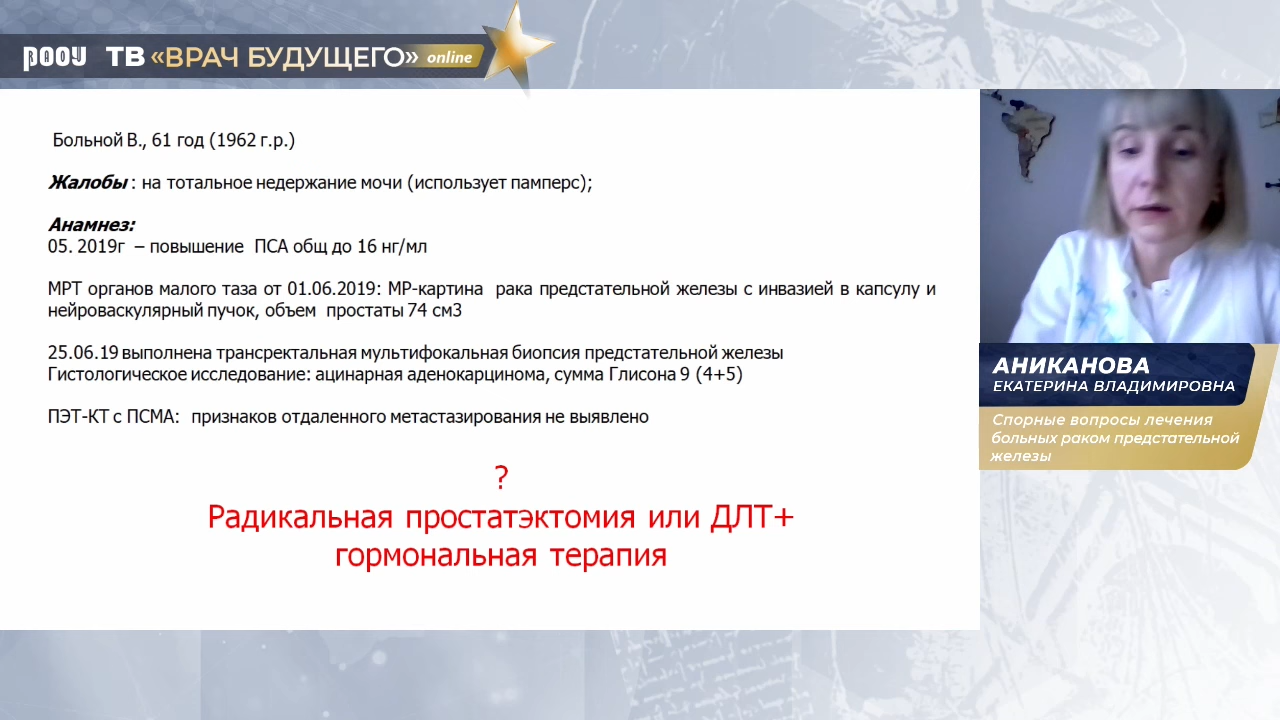 РООУ ТВ «ВРАЧ БУДУЩЕГО» online
Больной В., 61 год (1962 г.р.)
Жалобы : на тотальное недержание мочи (использует памперс);
Анамнез:
05. 2019г – повышение ПСА общ до 16 нг/мл
МРТ органов малого таза от 01.06.2019: МР-картина рака предстательной железы с инвазией в капсулу и
нейроваскулярный пучок, объем простаты 74 см3
25.06.19 выполнена трансректальная мультифокальная биопсия предстательной железы
Гистологическое исследование: ацинарная аденокарцинома, сумма Глисона 9 (4+5)
ПЭТ-КТ с ПСМА: признаков отдаленного метастазирования не выявлено
?
Радикальная простатэктомия или ДЛТ+
гормональная терапия
АНИКАНОВА
ЕКАТЕРИНА ВЛАДИМИРОВНА
Спорные вопросы лечения
больных раком предстательной
железы